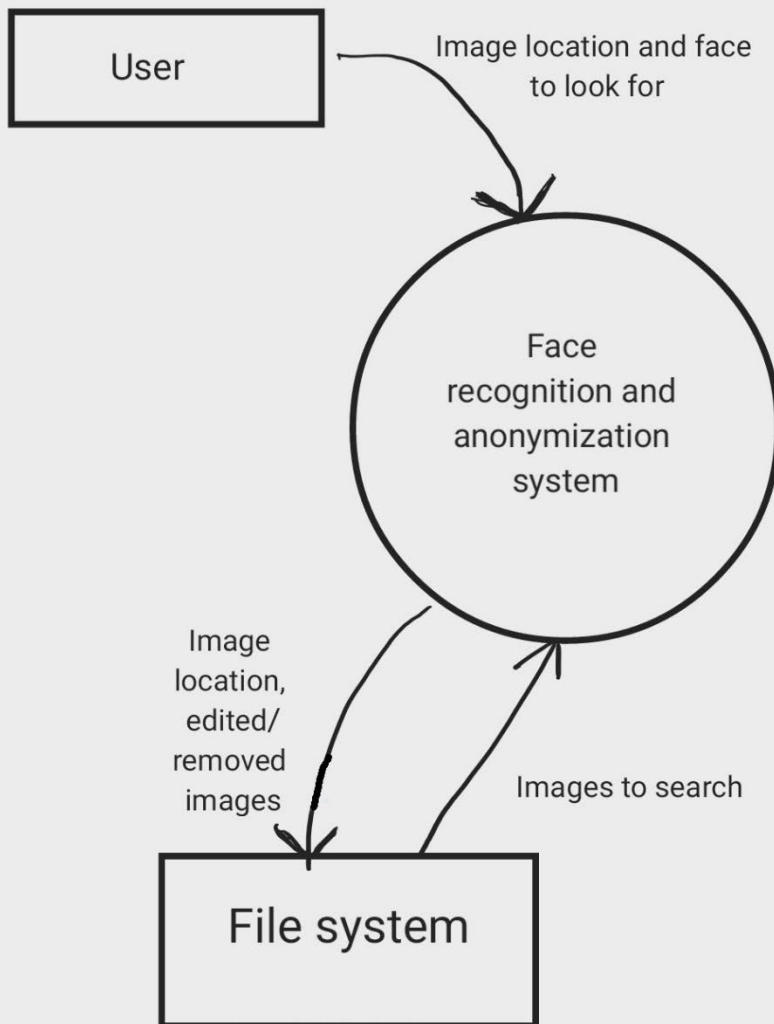 User
Image location and face
to look for
Face
recognition and
anonymization
system
Image
location,
edited/
removed
images
Images to search
File system